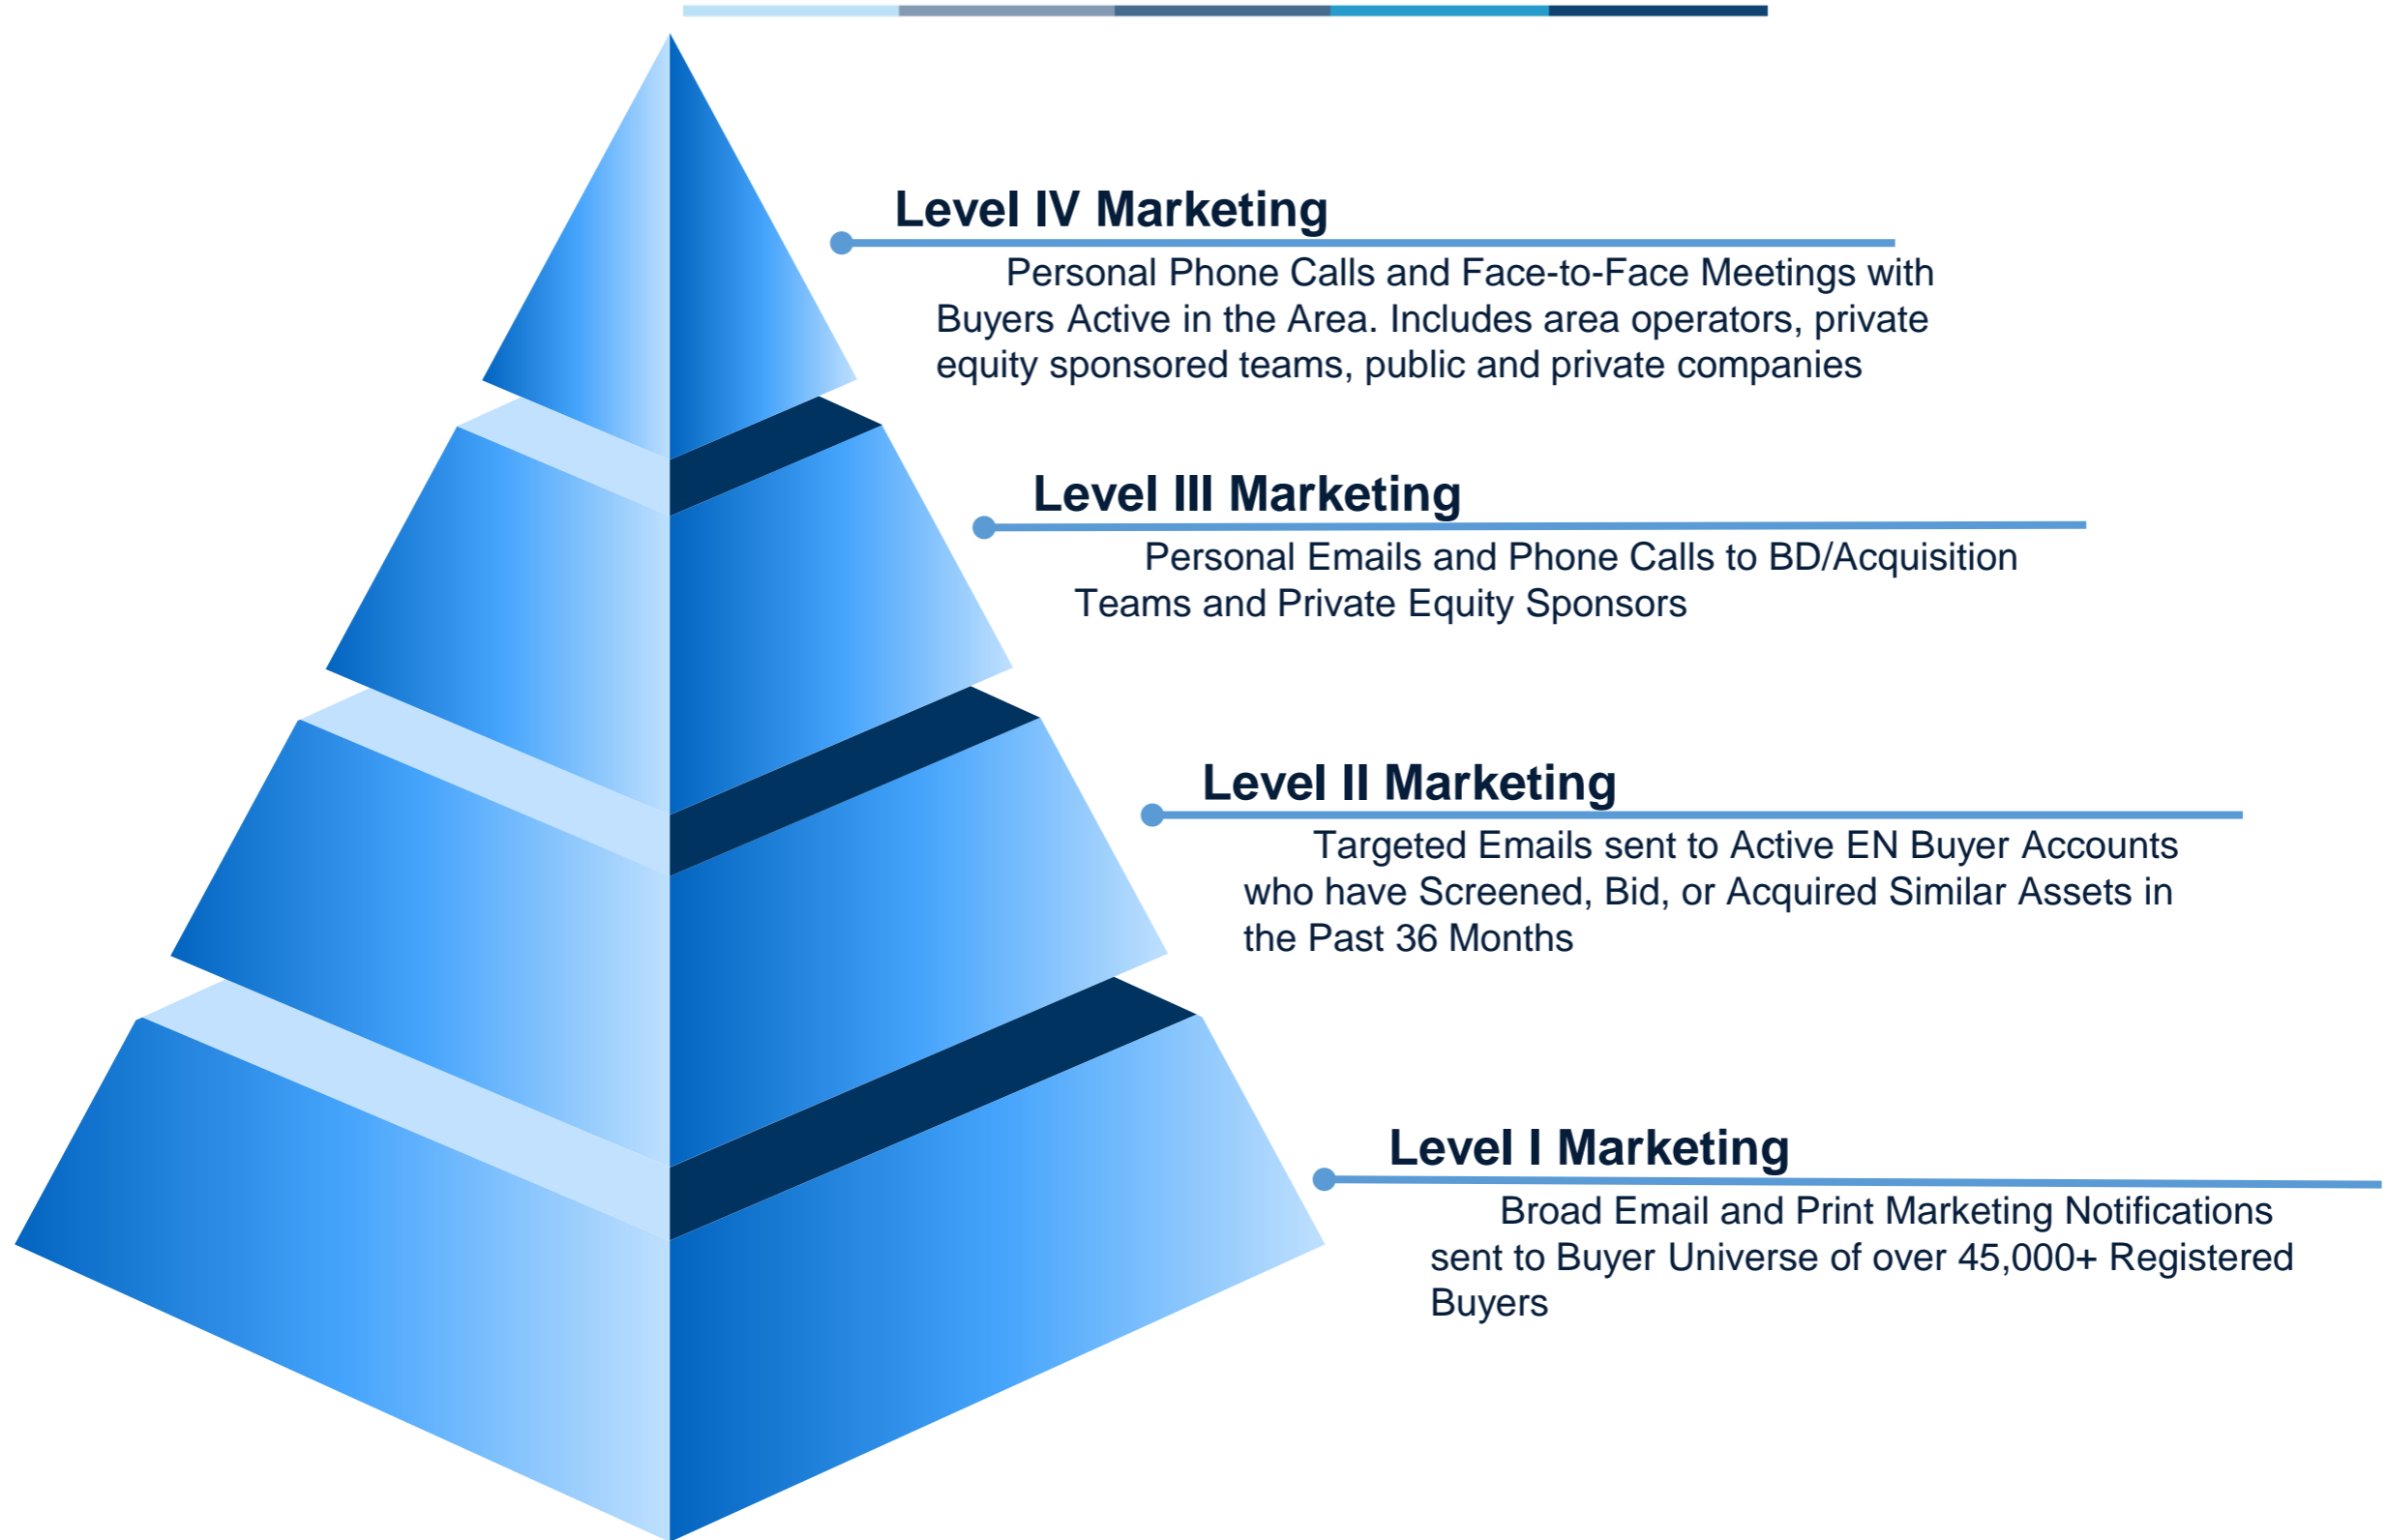 Level IV Marketing
Personal Phone Calls and Face-to-Face Meetings with
Buyers Active in the Area. Includes area operators, private
equity sponsored teams, public and private companies
Level III Marketing
Personal Emails and Phone Calls to BD/Acquisition
Teams and Private Equity Sponsors
Level II Marketing
Targeted Emails sent to Active EN Buyer Accounts
who have Screened, Bid, or Acquired Similar Assets in
the Past 36 Months
Level I Marketing
Broad Email and Print Marketing Notifications
sent to Buyer Universe of over 45,000+ Registered
Buyers